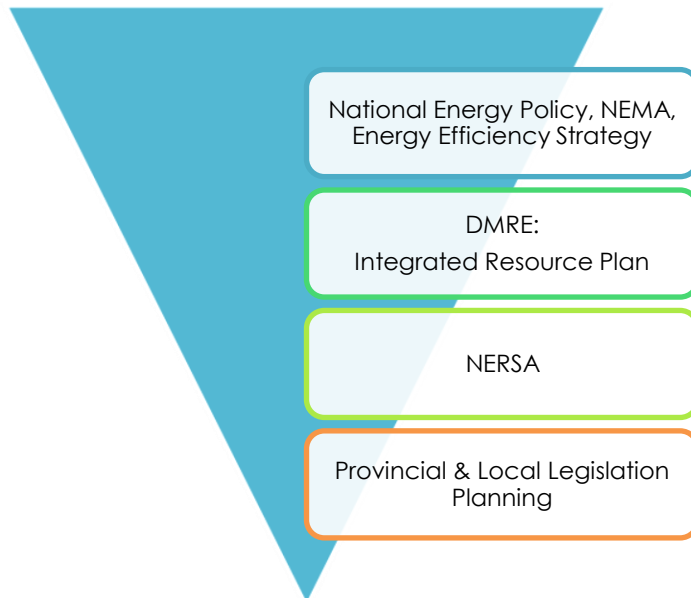 National Energy Policy, NEMA,
Energy Efficiency Strategy
DMRE:
Integrated Resource Plan
NERSA
Provincial & Local Legislation
Planning